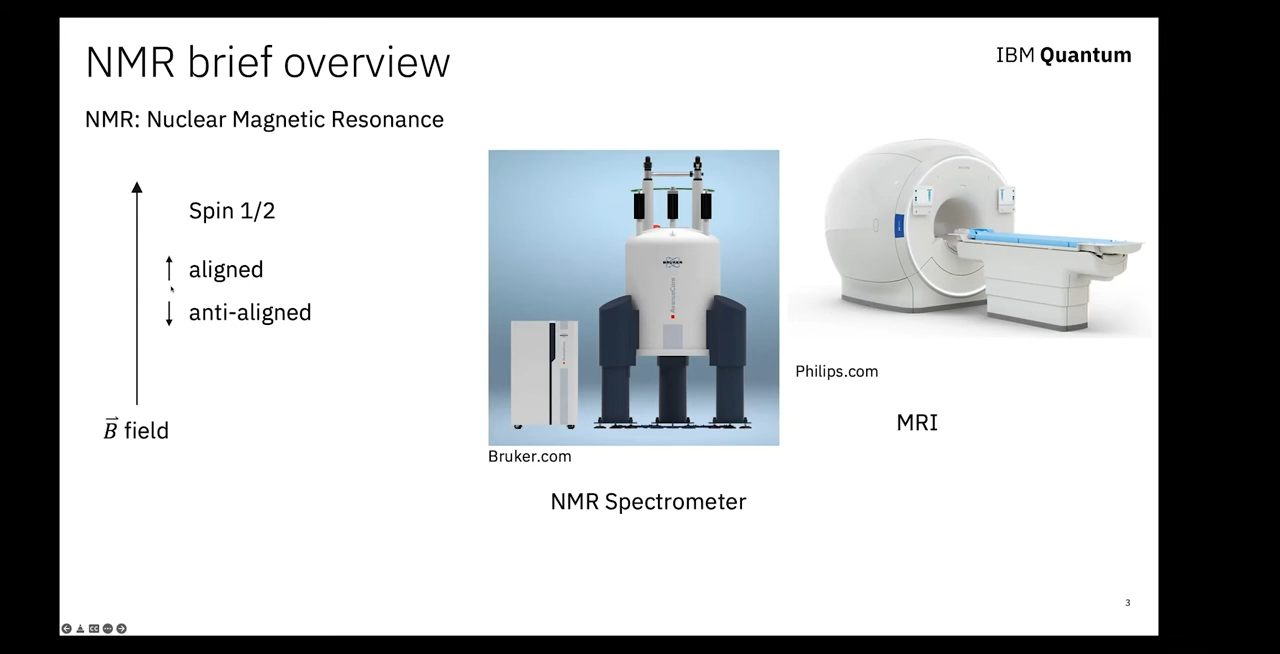 NMR brief overview
IBM Quantum
NMR: Nuclear Magnetic Resonance
Spin 1/2
aligned
anti-aligned
B⃗ field
BRUKER
Bruker.com
NMR Spectrometer
Philips.com
MRI
3